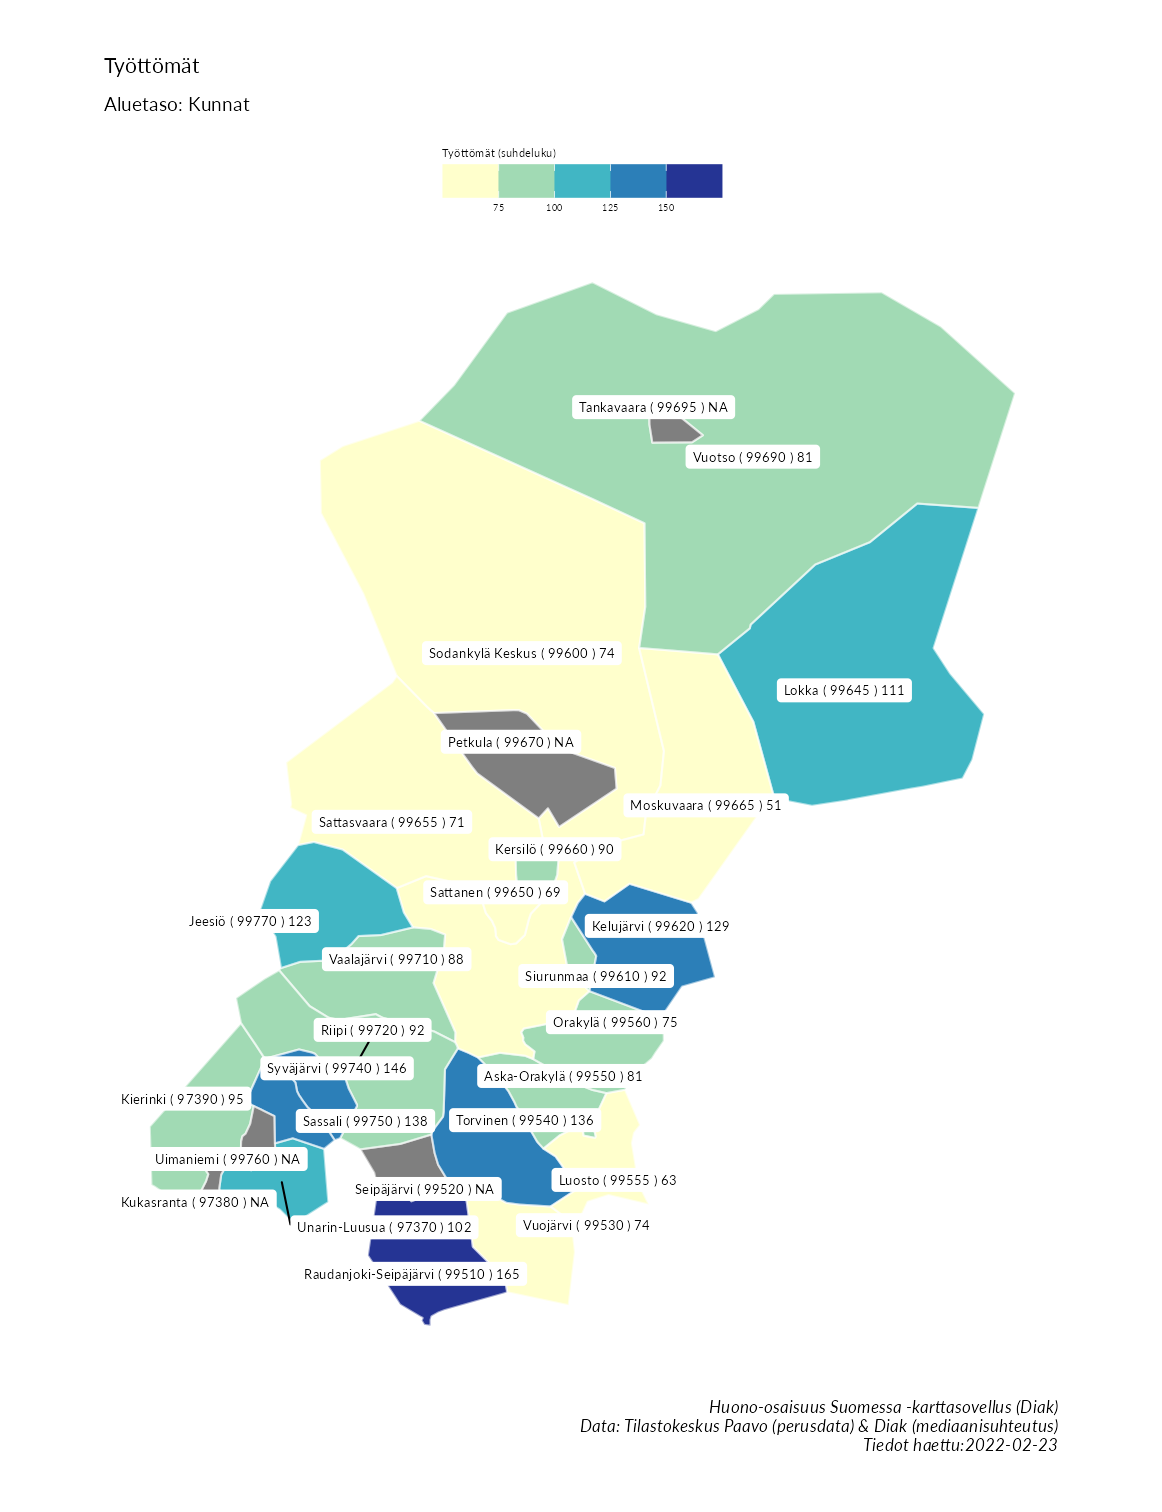 Työttömät
Aluetaso: Kunnat
Työttömät (suhdeluku)
75 100 125 150
Tankavaara ( 99695 ) NA
Vuotso ( 99690 ) 81
Sodankylä Keskus ( 99600 ) 74
Lokka ( 99645 ) 111
Petkula ( 99670 ) NA
Moskuvaara ( 99665 ) 51
Sattasvaara ( 99655 ) 71
Kersilö ( 99660 ) 90
Sattanen ( 99650 ) 69
Jeesiö ( 99770 ) 123
Kelujärvi ( 99620 ) 129
Vaalajärvi ( 99710 ) 88
Siurunmaa ( 99610 ) 92
Orakylä ( 99560 ) 75
Riipi ( 99720 ) 92
Syväjärvi ( 99740 ) 146
Aska-Orakylä ( 99550 ) 81
Kierinki ( 97390 ) 95
Sassali ( 99750 ) 138
Torvinen ( 99540 ) 136
Uimaniemi ( 99760 ) NA
Luosto ( 99555 ) 63
Seipäjärvi ( 99520 ) NA
Kukasranta ( 97380 ) NA
Unarin-Luusua ( 97370 ) 102
Vuojärvi ( 99530 ) 74
Raudanjoki-Seipäjärvi ( 99510 ) 165
Huono-osaisuus Suomessa -karttasovellus (Diak)
Data: Tilastokeskus Paavo (perusdata) & Diak (mediaanisuhteutus)
Tiedot haettu:2022-02-23